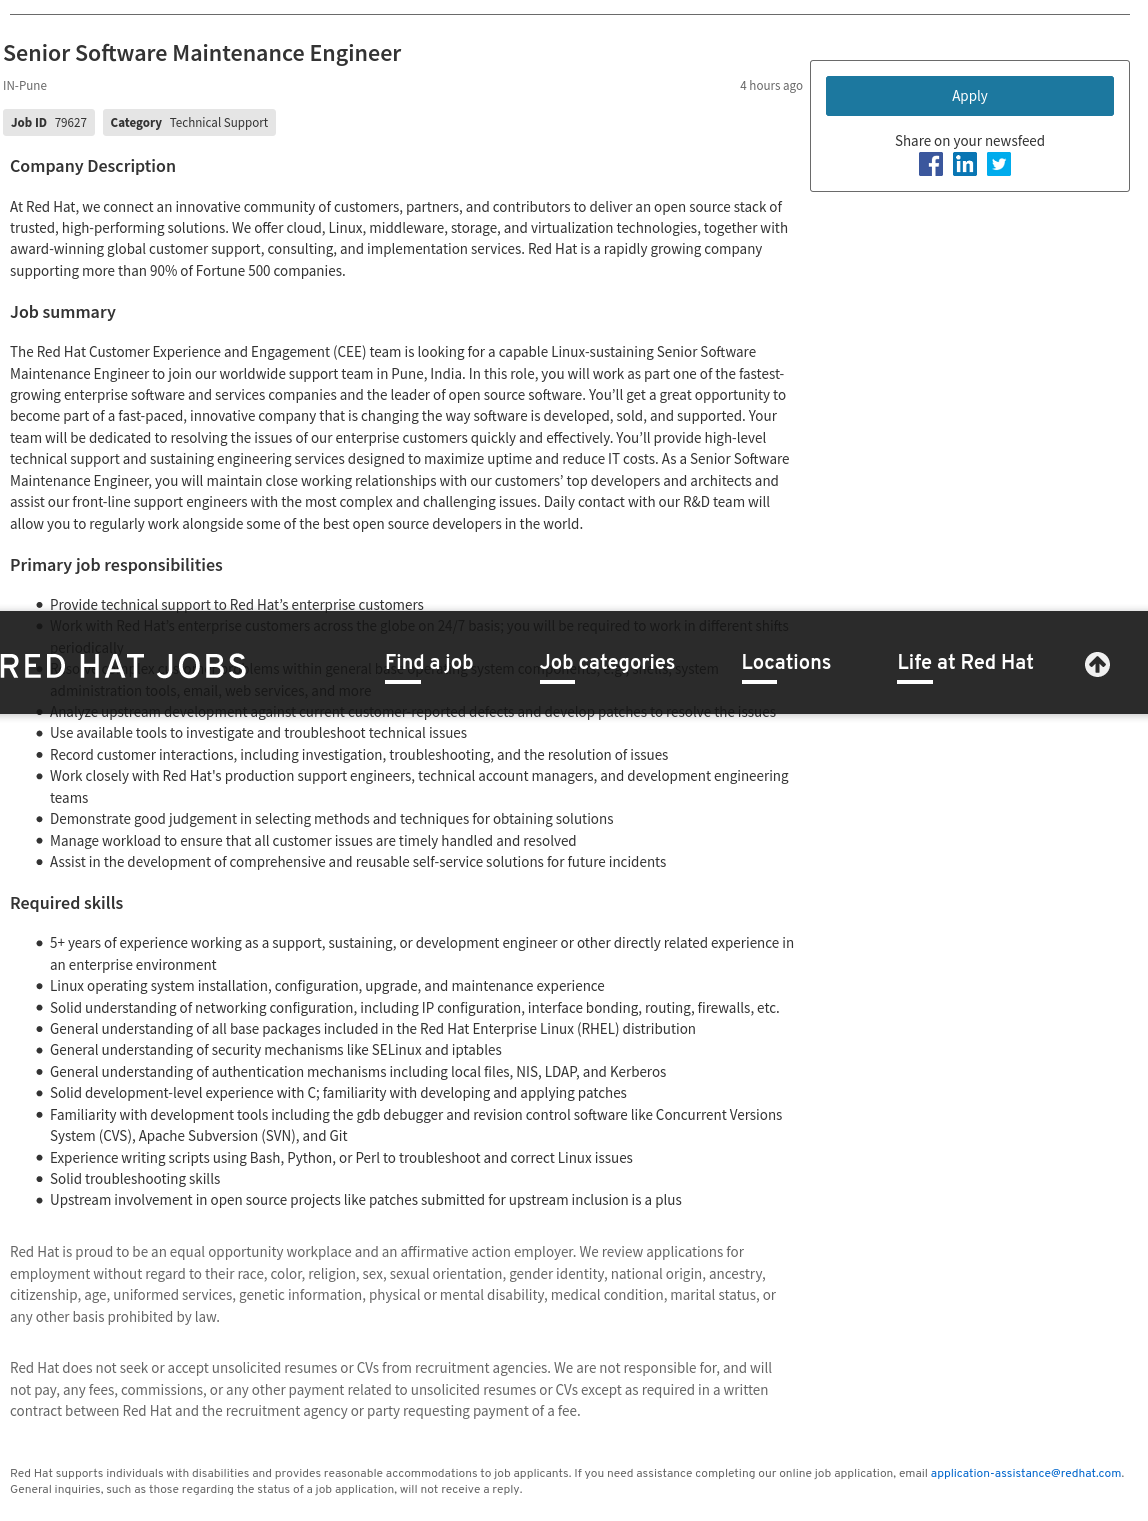 Senior Software Maintenance Engineer
IN-Pune
4 hours ago
Apply
Job ID 79627 Category Technical Support
Share on your newsfeed
Company Description
At Red Hat, we connect an innovative community of customers, partners, and contributors to deliver an open source stack of
trusted, high-performing solutions. We offer cloud, Linux, middleware, storage, and virtualization technologies, together with
award-winning global customer support, consulting, and implementation services. Red Hat is a rapidly growing company
supporting more than 90% of Fortune 500 companies.
Job summary
The Red Hat Customer Experience and Engagement (CEE) team is looking for a capable Linux-sustaining Senior Software
Maintenance Engineer to join our worldwide support team in Pune, India. In this role, you will work as part one of the fastest-
growing enterprise software and services companies and the leader of open source software. You’ll get a great opportunity to
become part of a fast-paced, innovative company that is changing the way software is developed, sold, and supported. Your
team will be dedicated to resolving the issues of our enterprise customers quickly and effectively. You’ll provide high-level
technical support and sustaining engineering services designed to maximize uptime and reduce IT costs. As a Senior Software
Maintenance Engineer, you will maintain close working relationships with our customers’ top developers and architects and
assist our front-line support engineers with the most complex and challenging issues. Daily contact with our R&D team will
allow you to regularly work alongside some of the best open source developers in the world.
Primary job responsibilities
Provide technical support to Red Hat’s enterprise customers
Work with Red Hat’s enterprise customers across the globe on 24/7 basis; you will be required to work in different shifts
periodically
RED HAT JOBS
Find a job
Job categories
Locations
Life at Red Hat
within general base operating system
system
administration tools, email, web services, and more
Analyze upstream development against current customer-reported defects and develop patches to resolve the issues
Use available tools to investigate and troubleshoot technical issues
Record customer interactions, including investigation, troubleshooting, and the resolution of issues
Work closely with Red Hat's production support engineers, technical account managers, and development engineering
teams
Demonstrate good judgement in selecting methods and techniques for obtaining solutions
Manage workload to ensure that all customer issues are timely handled and resolved
Assist in the development of comprehensive and reusable self-service solutions for future incidents
Required skills
5+ years of experience working as a support, sustaining, or development engineer or other directly related experience in
an enterprise environment
Linux operating system installation, configuration, upgrade, and maintenance experience
Solid understanding of networking configuration, including IP configuration, interface bonding, routing, firewalls, etc.
General understanding of all base packages included in the Red Hat Enterprise Linux (RHEL) distribution
General understanding of security mechanisms like SELinux and iptables
General understanding of authentication mechanisms including local files, NIS, LDAP, and Kerberos
Solid development-level experience with C; familiarity with developing and applying patches
Familiarity with development tools including the gdb debugger and revision control software like Concurrent Versions
System (CVS), Apache Subversion (SVN), and Git
Experience writing scripts using Bash, Python, or Perl to troubleshoot and correct Linux issues
Solid troubleshooting skills
Upstream involvement in open source projects like patches submitted for upstream inclusion is a plus
Red Hat is proud to be an equal opportunity workplace and an affirmative action employer. We review applications for
employment without regard to their race, color, religion, sex, sexual orientation, gender identity, national origin, ancestry,
citizenship, age, uniformed services, genetic information, physical or mental disability, medical condition, marital status, or
any other basis prohibited by law.
Red Hat does not seek or accept unsolicited resumes or CVs from recruitment agencies. We are not responsible for, and will
not pay, any fees, commissions, or any other payment related to unsolicited resumes or CVs except as required in a written
contract between Red Hat and the recruitment agency or party requesting payment of a fee.
Red Hat supports individuals with disabilities and provides reasonable accommodations to job applicants. If you need assistance completing our online job application, email application-assistance@redhat.com.
General inquiries, such as those regarding the status of a job application, will not receive a reply.